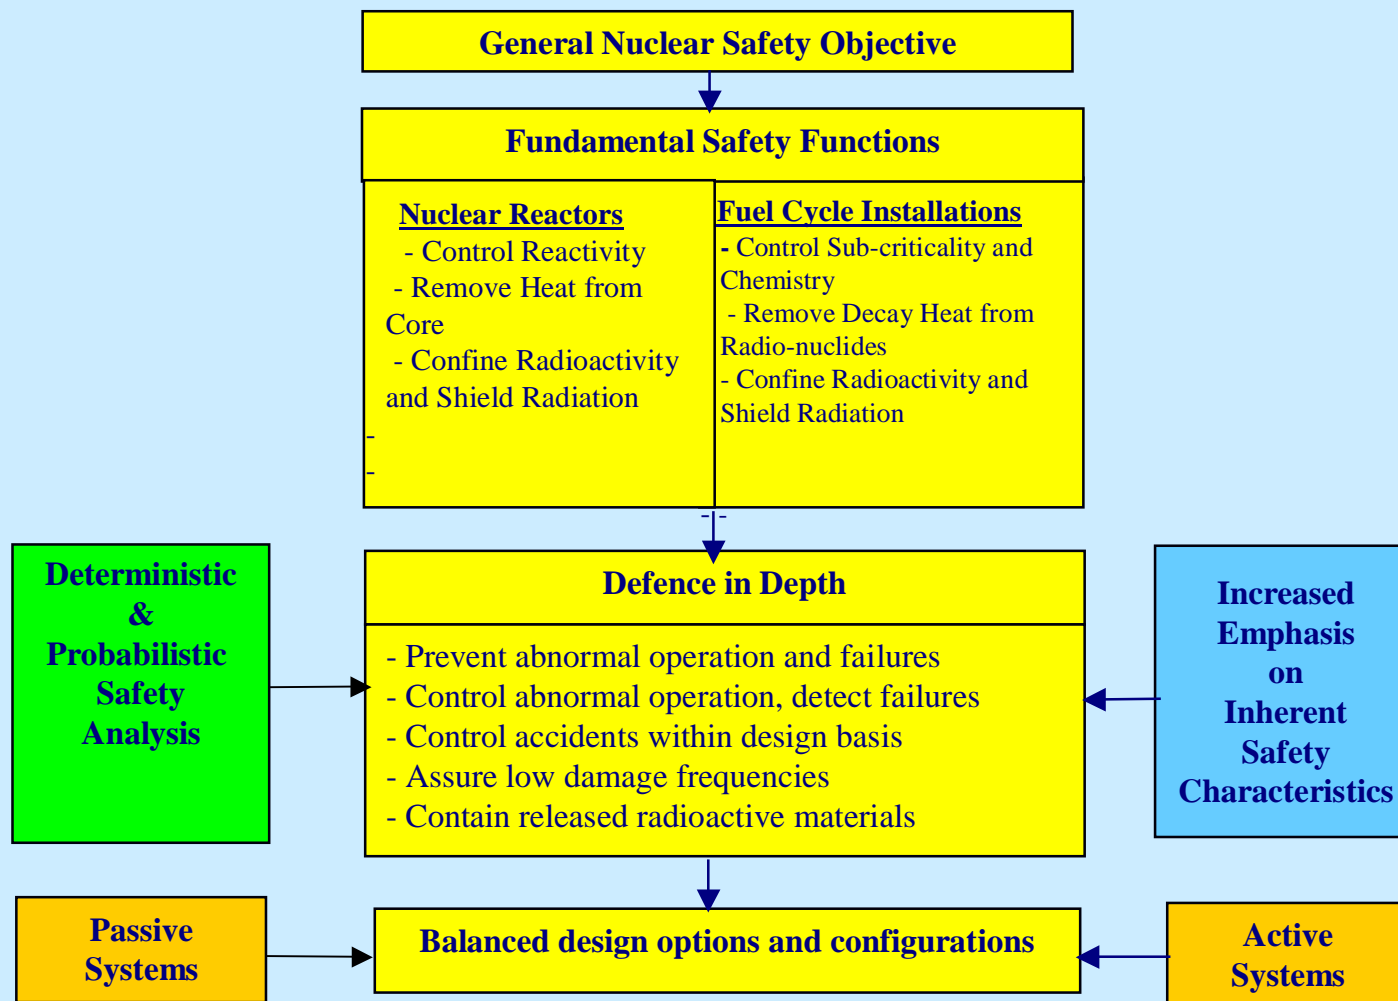 General Nuclear Safety Objective
Fundamental Safety Functions
Nuclear Reactors
- Control Reactivity
- Remove Heat from
Core
- Confine Radioactivity
and Shield Radiation
-
-
Fuel Cycle Installations
- Control Sub-criticality and
Chemistry
- Remove Decay Heat from
Radio-nuclides
- Confine Radioactivity and
Shield Radiation
- -
Deterministic
&
Probabilistic
Safety
Analysis
Defence in Depth
- Prevent abnormal operation and failures
- Control abnormal operation, detect failures
- Control accidents within design basis
- Assure low damage frequencies
- Contain released radioactive materials
Increased
Emphasis
on
Inherent
Safety
Characteristics
Passive
Systems
Balanced design options and configurations
Active
Systems